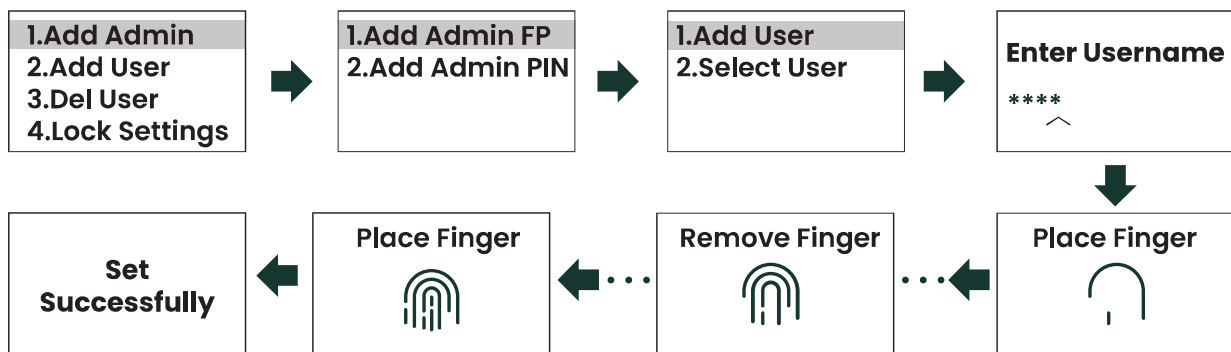 1.Add Admin
2.Add User
3.Del User
4.Lock Settings
1.Add Admin FP
2.Add Admin PIN
1.Add User
2.Select User
Enter Username
****
Place Finger
Remove Finger
Place Finger
Set
Successfully